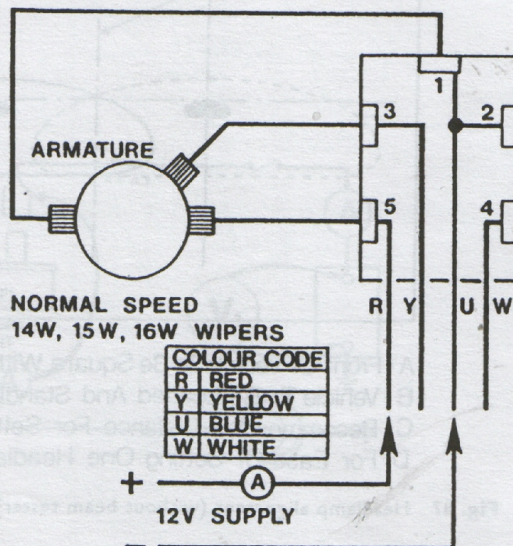 1
3
2
ARMATURE
5
4
R Y U W
NORMAL SPEED
14W, 15W, 16W WIPERS
COLOUR CODE
R RED
Y YELLOW
U BLUE
W WHITE
+ A
12V SUPPLY